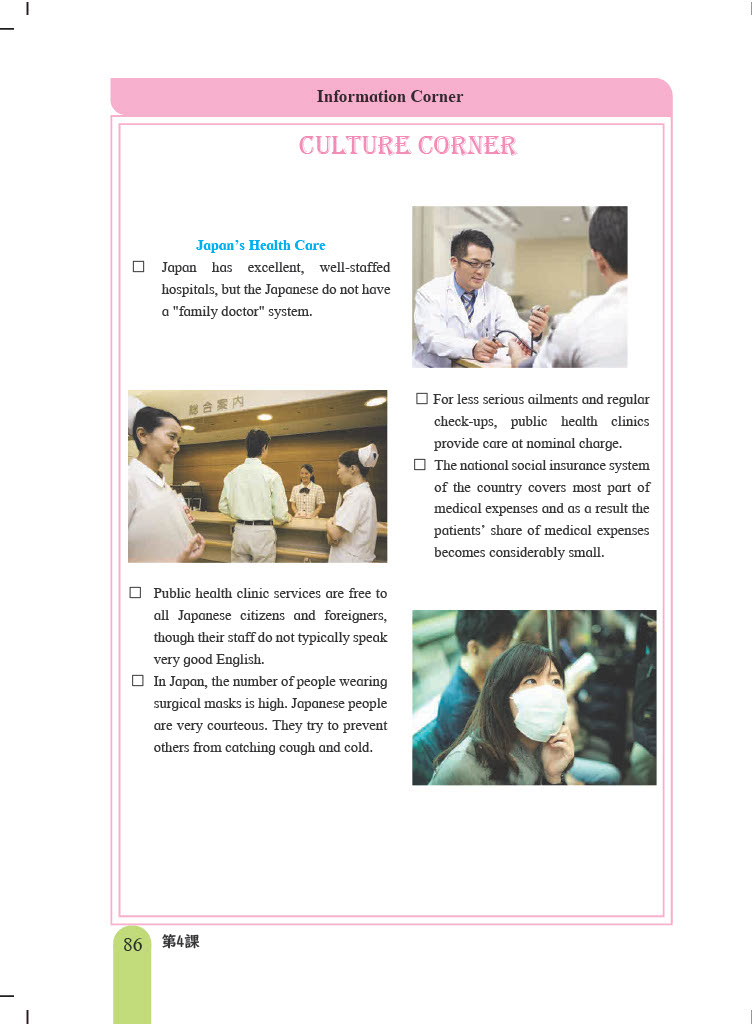 Information Corner
CULTURE CORNER
Japan's Health Care
☐ Japan has excellent, well-staffed
hospitals, but the Japanese do not have
a "family doctor" system.
総合案内
☐ For less serious ailments and regular
check-ups, public health clinics
provide care at nominal charge.
☐ The national social insurance system
of the country covers most part of
medical expenses and as a result the
patients' share of medical expenses
becomes considerably small.
☐ Public health clinic services are free to
all Japanese citizens and foreigners,
though their staff do not typically speak
very good English.
☐ In Japan, the number of people wearing
surgical masks is high. Japanese people
are very courteous. They try to prevent
others from catching cough and cold.
86 第4課